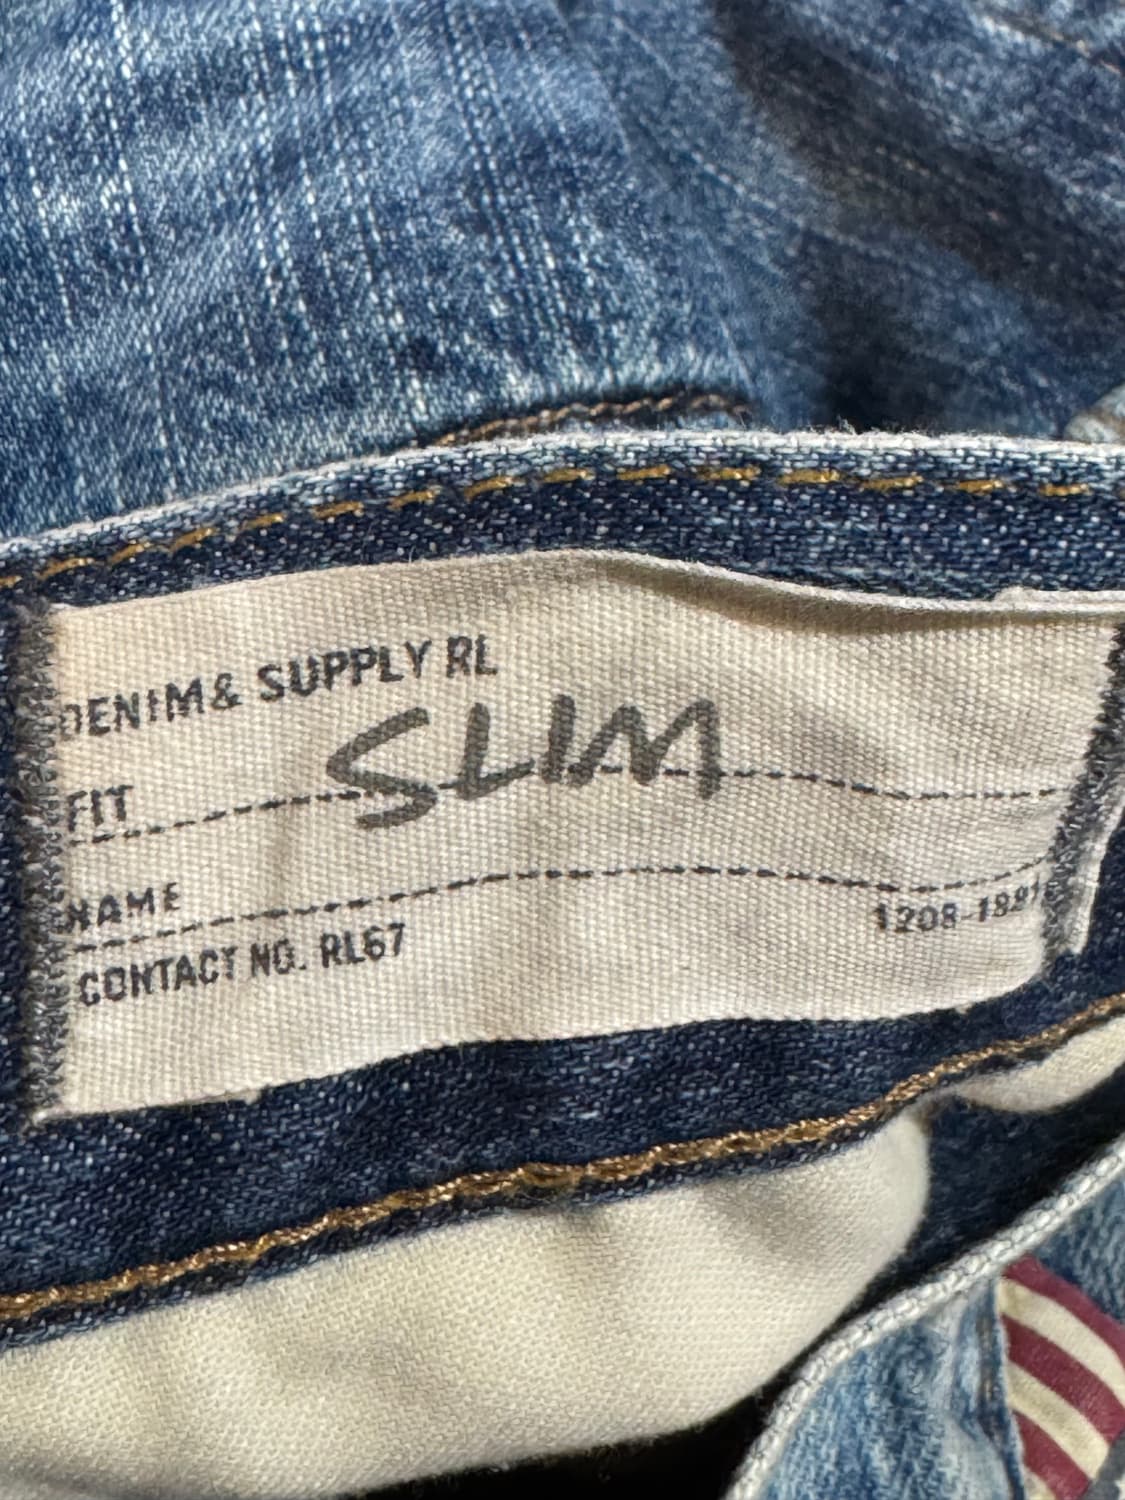 DENIM & SUPPLY RL
FIT SLIM
NAME
CONTACT NO. RL67